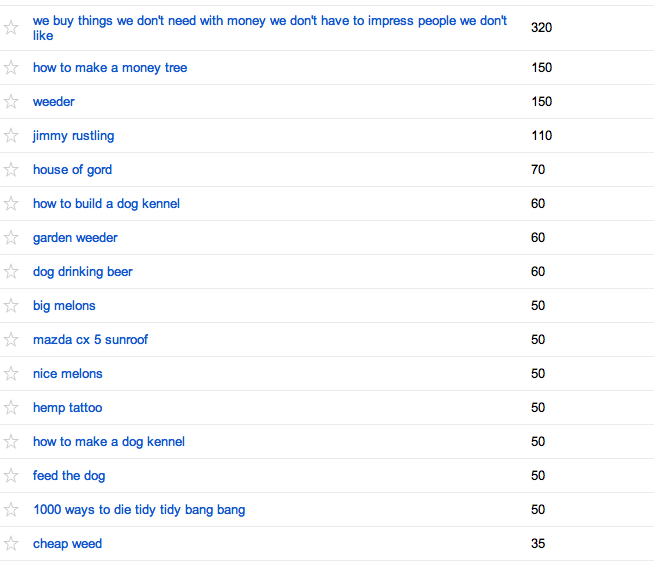 we buy things we don't need with money we don't have to impress people we don't
like 320
how to make a money tree 150
weeder 150
jimmy rustling 110
house of gord 70
how to build a dog kennel 60
garden weeder 60
dog drinking beer 60
big melons 50
mazda cx 5 sunroof 50
nice melons 50
hemp tattoo 50
how to make a dog kennel 50
feed the dog 50
1000 ways to die tidy tidy bang bang 50
cheap weed 35